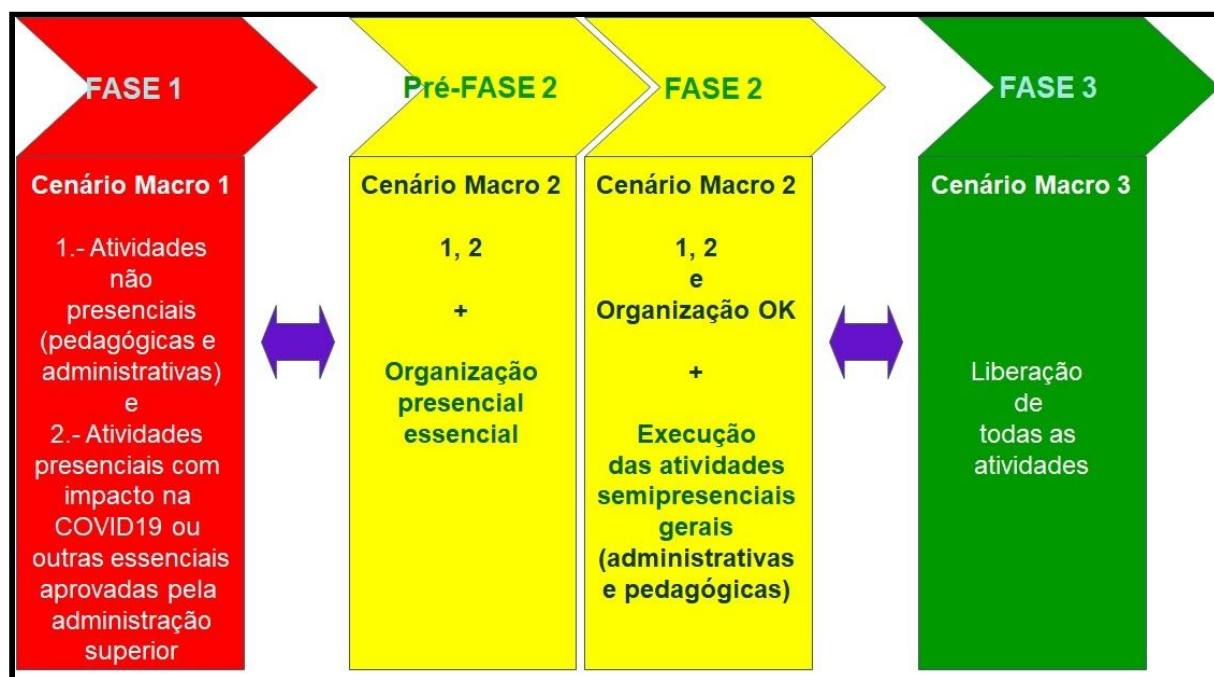 FASE 1
Cenário Macro 1
1.- Atividades
não
presenciais
(pedagógicas e
administrativas)
e
2.- Atividades
presenciais com
impacto na
COVID19 ou
outras essenciais
aprovadas pela
administração
superior
Pré-FASE 2
Cenário Macro 2
1, 2
+
Organização
presencial
essencial
FASE 2
Cenário Macro 2
1, 2
e
Organização OK
+
Execução
das atividades
semipresenciais
gerais
(administrativas
e pedagógicas)
FASE 3
Cenário Macro 3
Liberação
de
todas as
atividades